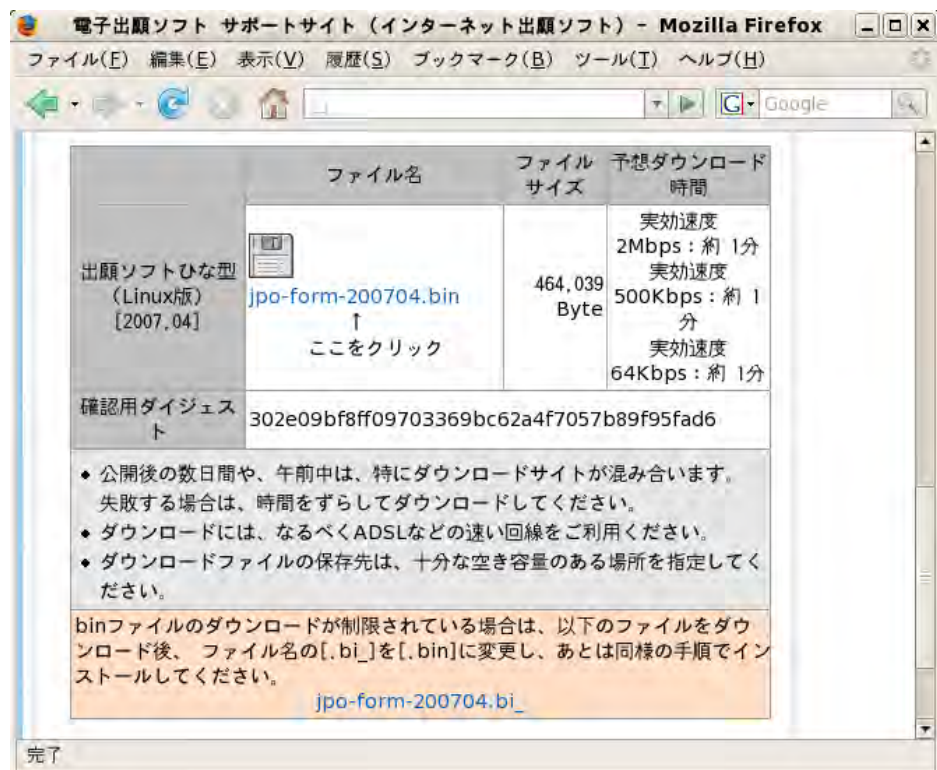 電子出願ソフト サポートサイト（インターネット出願ソフト）- Mozilla Firefox
ファイル(F) 編集(E) 表示(V) 履歴(S) ブックマーク(B) ツール(T) ヘルプ(H)
G Google
ファイル名
ファイル
サイズ
予想ダウンロード
時間
出願ソフトひな型
（Linux版）
[2007.04]
jpo-form-200704.bin
↑
ここをクリック
464,039
Byte
実効速度
2Mbps：約 1分
実効速度
500Kbps：約 1
分
実効速度
64Kbps：約 1分
確認用ダイジェス
ト
302e09bf8ff09703369bc62a4f7057b89f95fad6
• 公開後の数日間や、午前中は、特にダウンロードサイトが混み合います。
失敗する場合は、時間をずらしてダウンロードしてください。
• ダウンロードには、なるべくADSLなどの速い回線をご利用ください。
• ダウンロードファイルの保存先は、十分な空き容量のある場所を指定してく
ださい。
binファイルのダウンロードが制限されている場合は、以下のファイルをダウ
ンロード後、 ファイル名の[.bi_]を[.bin]に変更し、あとは同様の手順でイン
ストールしてください。
jpo-form-200704.bi_
完了